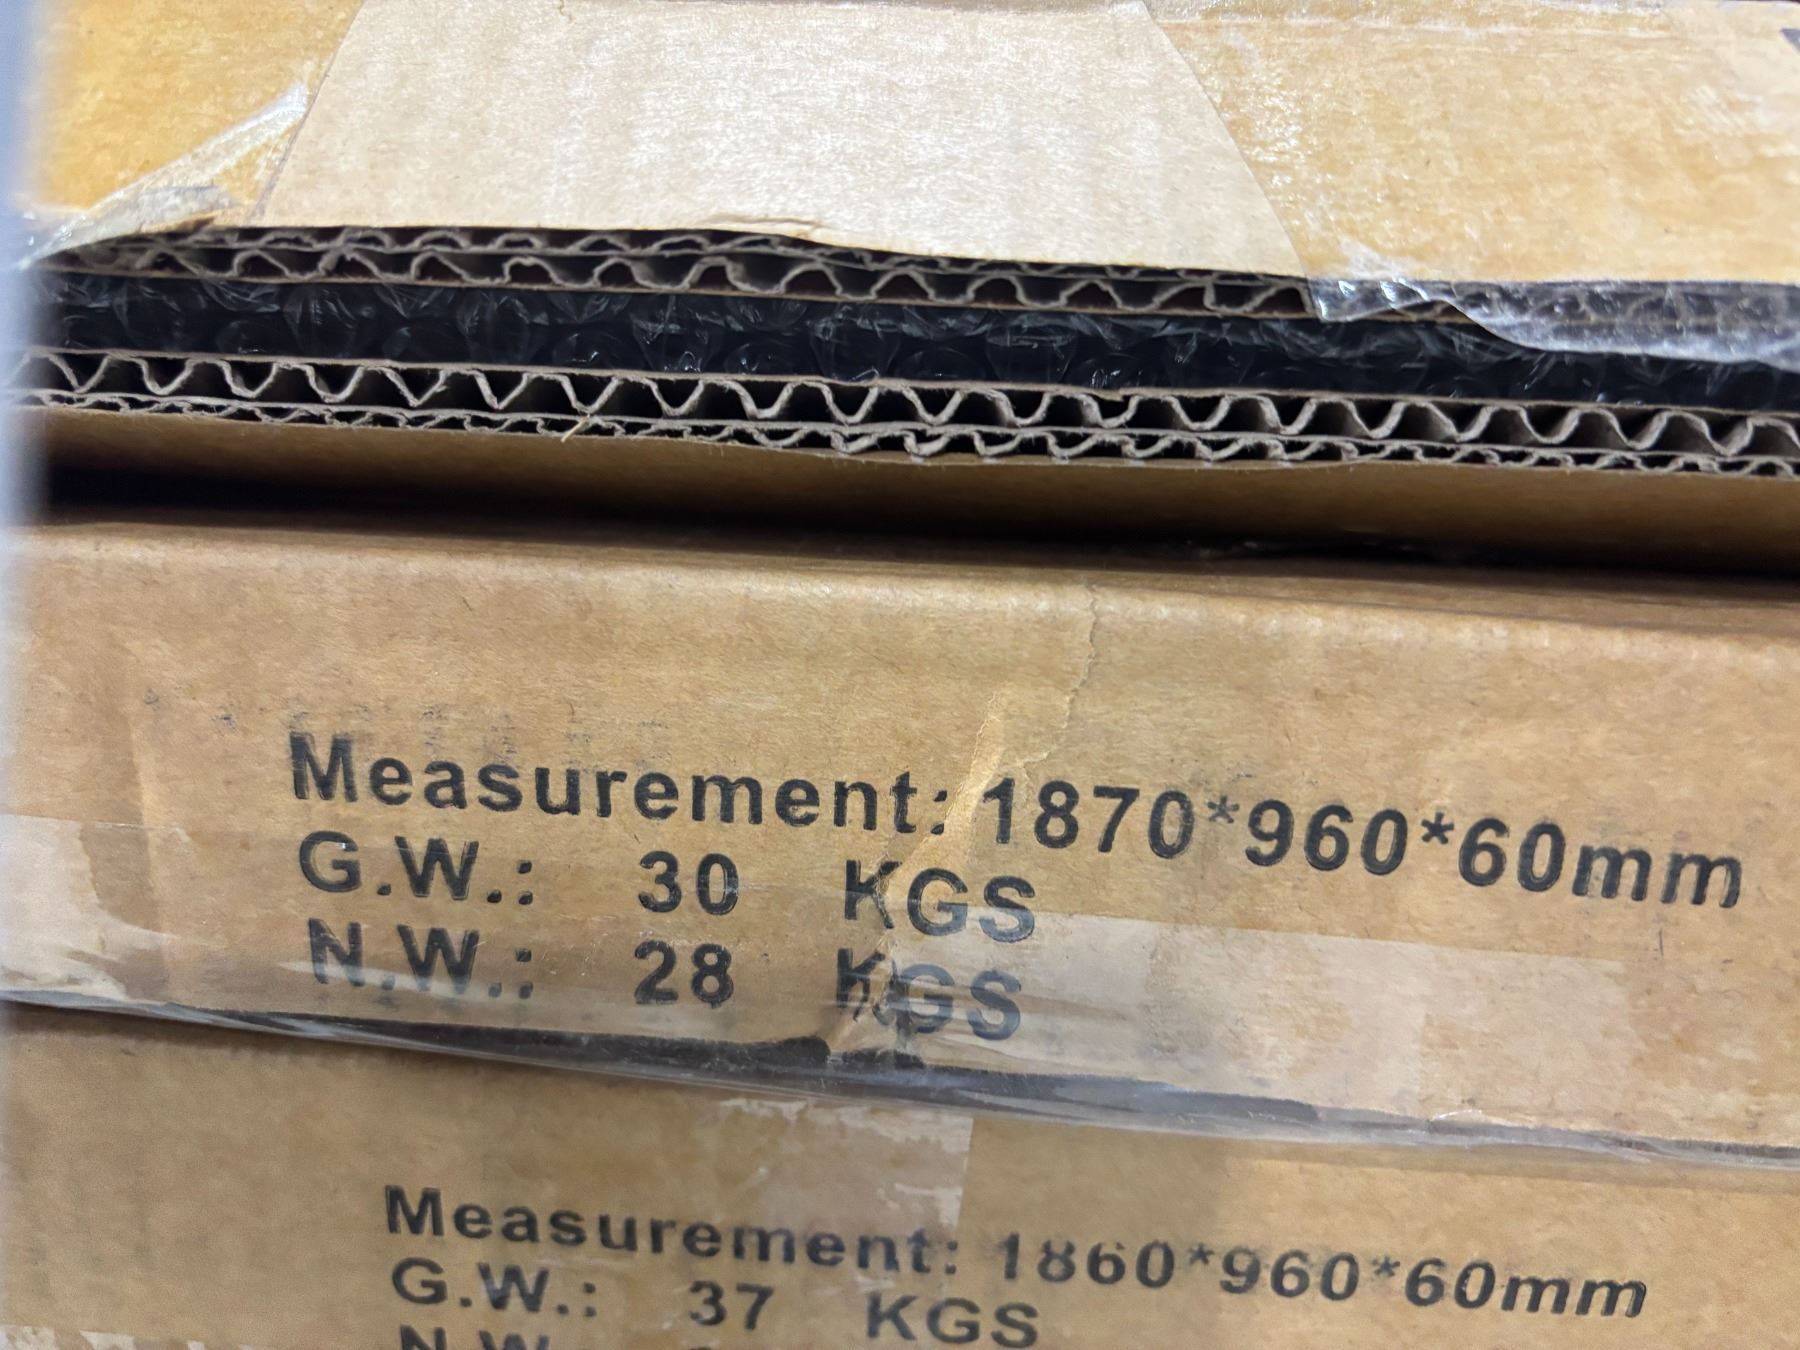 Measurement: 1870*960*60mm
G.W.: 30 KGS
N.W.: 28 KGS
Measurement: 1860*960*60mm
G.W.: 37 KGS
N.W.: